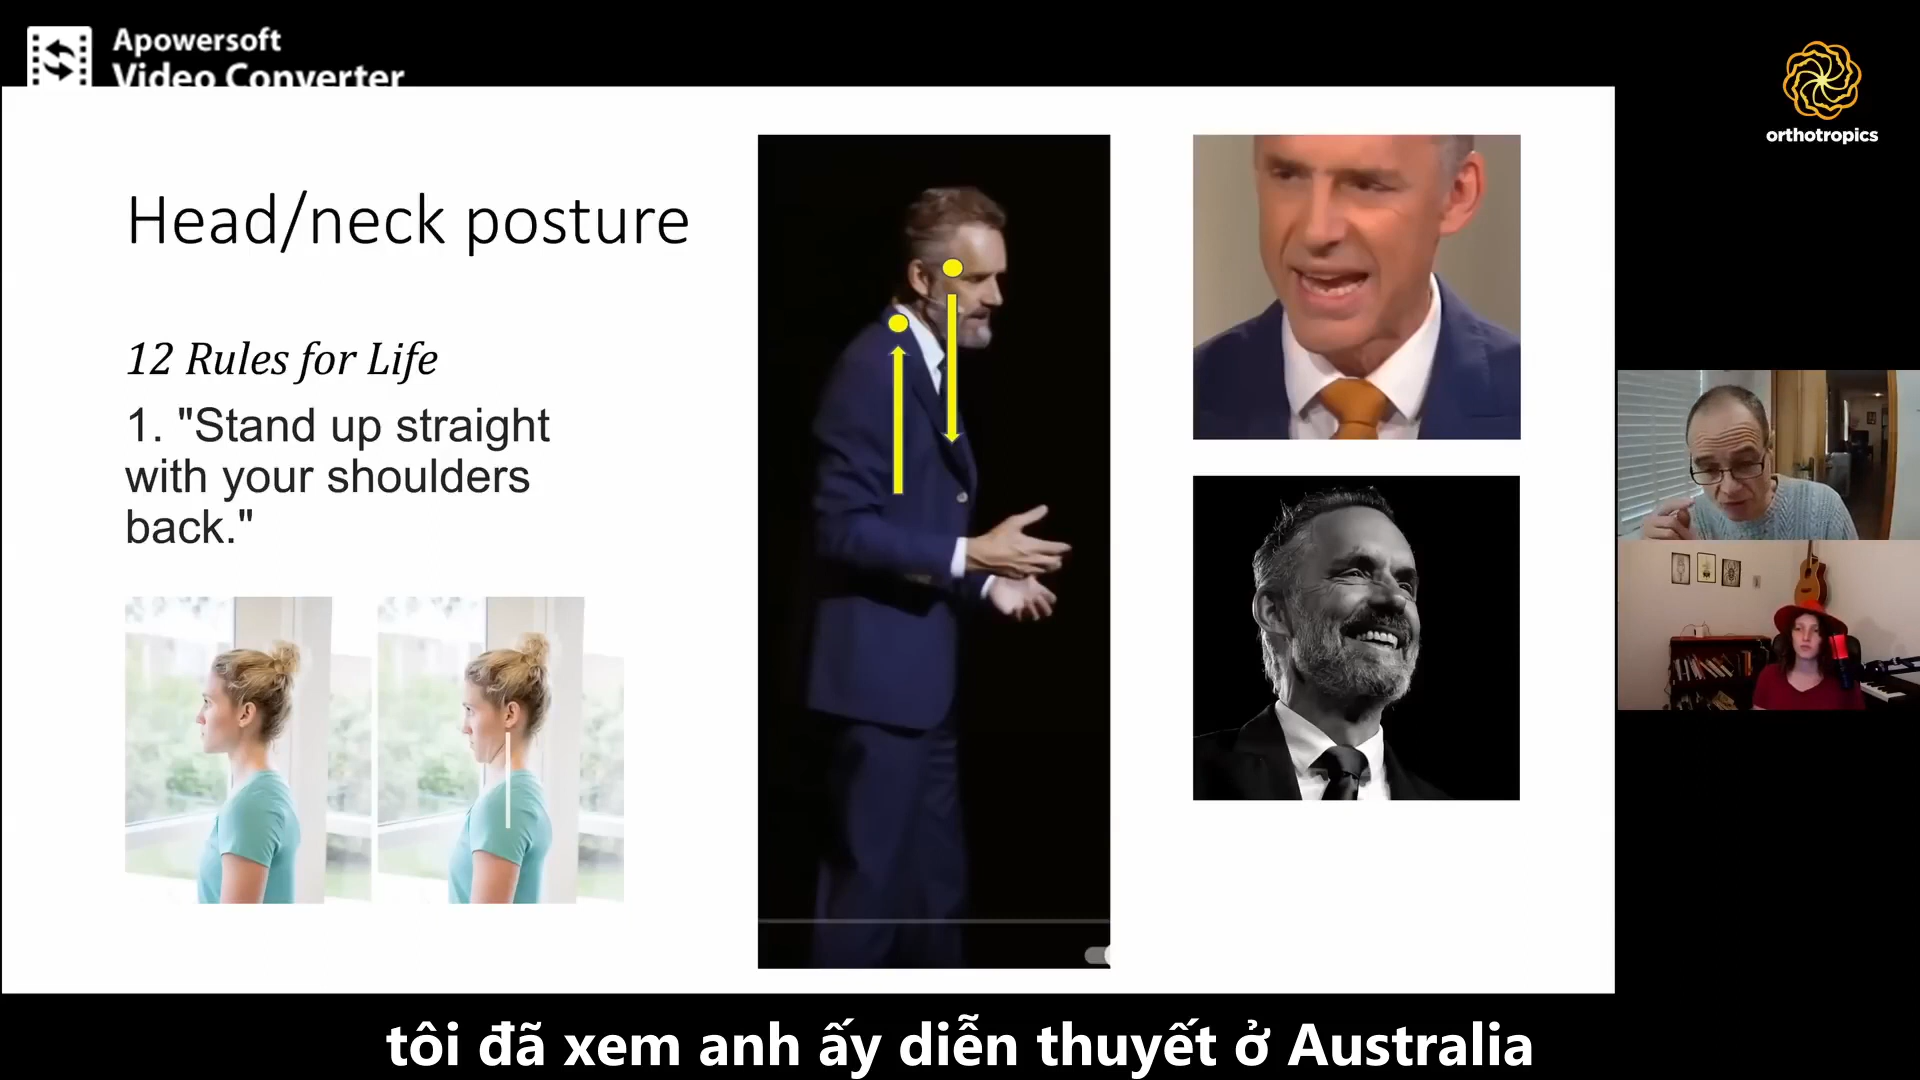 Apowersoft
Video Converter
orthotropics
Head/neck posture
12 Rules for Life
1. "Stand up straight
with your shoulders
back."
tôi đã xem anh ấy diễn thuyết ở Australia